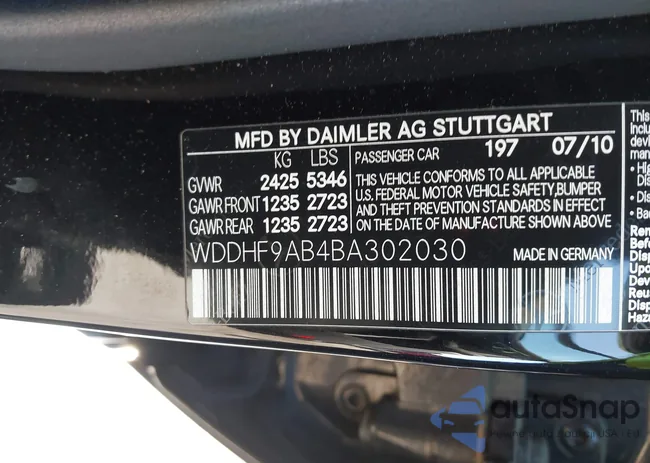 MFD BY DAIMLER AG STUTTGART
KG LBS
GVWR 2425 5346
GAWR FRONT 1235 2723
GAWR REAR 1235 2723
PASSENGER CAR 197 07/10
THIS VEHICLE CONFORMS TO ALL APPLICABLE
U.S. FEDERAL MOTOR VEHICLE SAFETY,BUMPER
AND THEFT PREVENTION STANDARDS IN EFFECT
ON THE DATE OF MANUFACTURE SHOWN ABOVE
WDDHF9AB4BA302030
MADE IN GERMANY
This
autoSnap